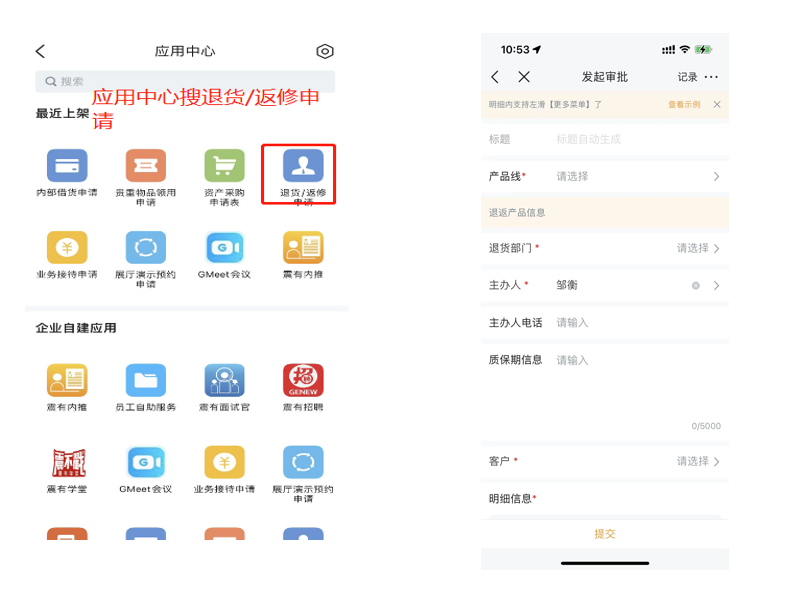 应用中心
搜索
应用中心搜退货/返修申
请
最近上架
内部借货申请
贵重物品领用
申请
资产采购
申请表
退货/返修
申请
业务接待申请
展厅演示预约
申请
GMeet会议
震有内推
企业自建应用
震有内推
员工自助服务
震有面试官
招
GENEW
震有招聘
震有学堂
GMeet会议
业务接待申请
展厅演示预约
申请
10:53
发起审批
记录
明细内支持左滑【更多菜单】了
查看示例
标题
标题自动生成
产品线*
请选择
退返产品信息
退货部门*
请选择
主办人*
邹衡
主办人电话
请输入
质保期信息
请输入
0/5000
客户*
请选择
明细信息*
提交